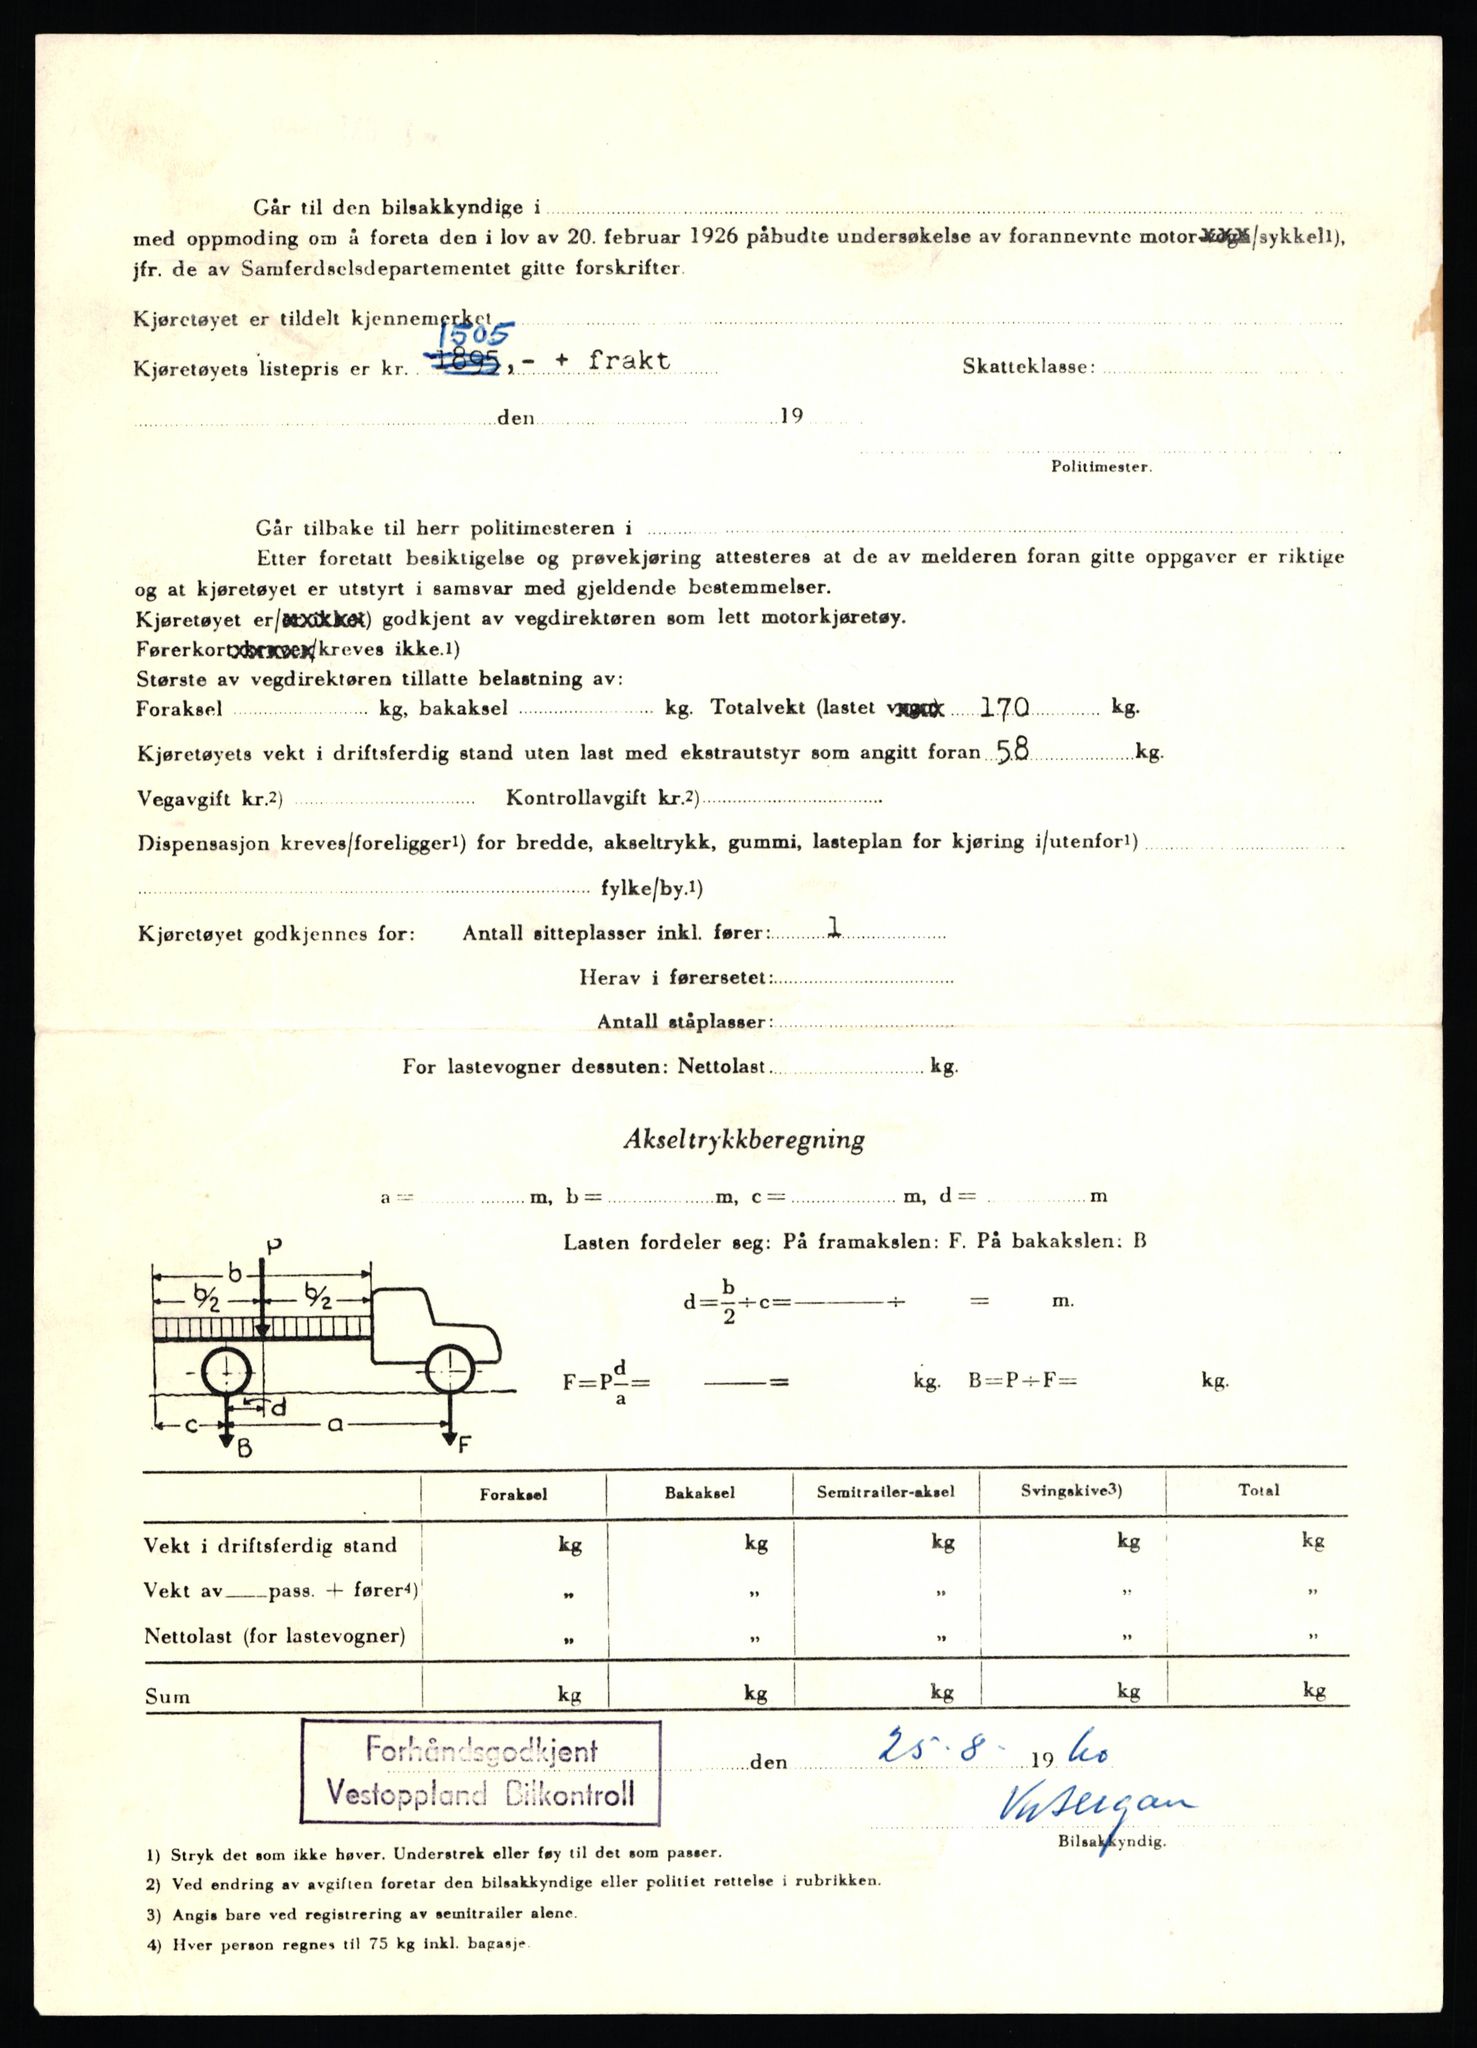 Går til den bilsakkyndige i
med oppmoding om å foreta den i lov av 20. februar 1926 påbudte undersøkelse av forannevnte motor-xxx/sykkel1),
jfr. de av Samferdselsdepartementet gitte forskrifter.
Kjøretøyet er tildelt kjennemerket
1505
Kjøretøyets listepris er kr. 1895,- + frakt Skatteklasse:
den 19
Politimester.
Går tilbake til herr politimesteren i
Etter foretatt besiktigelse og prøvekjøring attesteres at de av melderen foran gitte oppgaver er riktige
og at kjøretøyet er utstyrt i samsvar med gjeldende bestemmelser.
Kjøretøyet er/er ikke1) godkjent av vegdirektøren som lett motorkjøretøy.
Førerkort kreves/kreves ikke.1)
Største av vegdirektøren tillatte belastning av:
Foraksel kg, bakaksel kg. Totalvekt (lastet vogn) 170 kg.
Kjøretøyets vekt i driftsferdig stand uten last med ekstrautstyr som angitt foran 58 kg.
Vegavgift kr.2) Kontrollavgift kr.2)
Dispensasjon kreves/foreligger1) for bredde, akseltrykk, gummi, lasteplan for kjøring i/utenfor1)
fylke/by.1)
Kjøretøyet godkjennes for: Antall sitteplasser inkl. fører: 1
Herav i førersetet:
Antall ståplasser:
For lastevogner dessuten: Nettolast kg.
Akseltrykkberegning
a = m, b = m, c = m, d = m
Lasten fordeler seg: På framakslen: F. På bakakslen: B
P
b
b/2 b/2
d = b/2 ÷ c = ——— ÷ = m.
F = P d/a = ——— = kg. B = P ÷ F = kg.
d
c a
B F
Foraksel Bakaksel Semitrailer-aksel Svingskive3) Total
Vekt i driftsferdig stand kg kg kg kg kg
Vekt av ___ pass. + fører4) „ „ „ „ „
Nettolast (for lastevogner) „ „ „ „ „
Sum kg kg kg kg kg
Forhåndsgodkjent
Vestoppland Bilkontroll
den 25.8. 1960
Bilsakkyndig.
1) Stryk det som ikke høver. Understrek eller føy til det som passer.
2) Ved endring av avgiften foretar den bilsakkyndige eller politiet rettelse i rubrikken.
3) Angis bare ved registrering av semitrailer alene.
4) Hver person regnes til 75 kg inkl. bagasje.